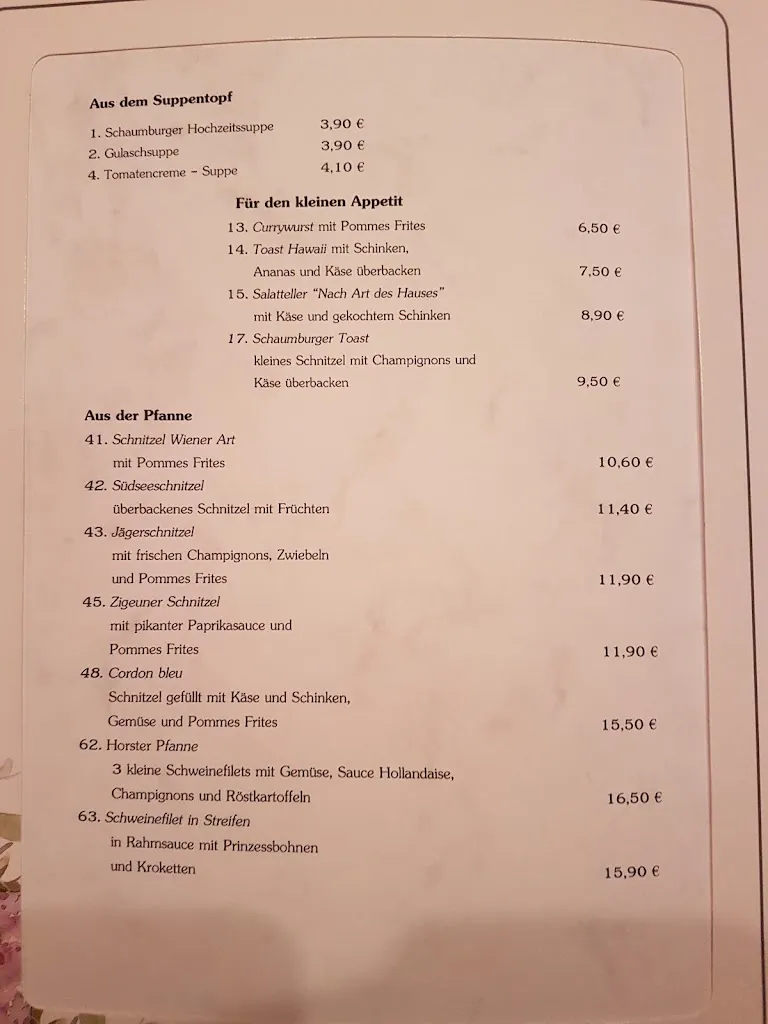 Aus dem Suppentopf
1. Schaumburger Hochzeitssuppe 3,90 €
2. Gulaschsuppe 3,90 €
4. Tomatencreme – Suppe 4,10 €
Für den kleinen Appetit
13. Currywurst mit Pommes Frites 6,50 €
14. Toast Hawaii mit Schinken,
Ananas und Käse überbacken 7,50 €
15. Salatteller “Nach Art des Hauses”
mit Käse und gekochtem Schinken 8,90 €
17. Schaumburger Toast
kleines Schnitzel mit Champignons und
Käse überbacken 9,50 €
Aus der Pfanne
41. Schnitzel Wiener Art
mit Pommes Frites 10,60 €
42. Südseeschnitzel
überbackenes Schnitzel mit Früchten 11,40 €
43. Jägerschnitzel
mit frischen Champignons, Zwiebeln
und Pommes Frites 11,90 €
45. Zigeuner Schnitzel
mit pikanter Paprikasauce und
Pommes Frites 11,90 €
48. Cordon bleu
Schnitzel gefüllt mit Käse und Schinken,
Gemüse und Pommes Frites 15,50 €
62. Horster Pfanne
3 kleine Schweinefilets mit Gemüse, Sauce Hollandaise,
Champignons und Röstkartoffeln 16,50 €
63. Schweinefilet in Streifen
in Rahmsauce mit Prinzessbohnen
und Kroketten 15,90 €